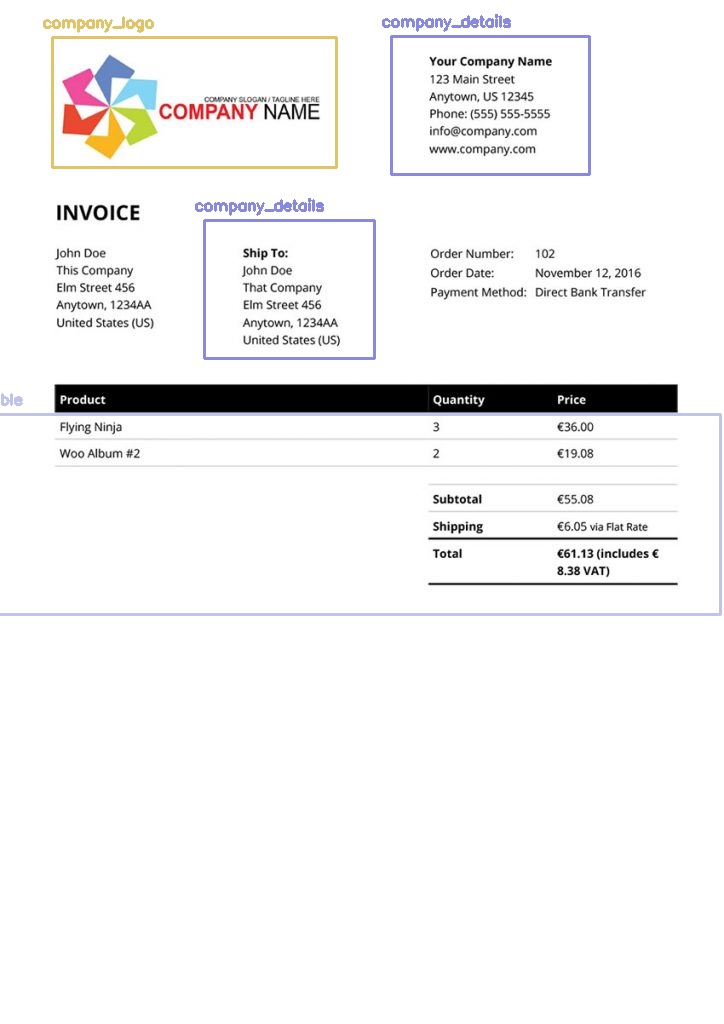 company_logo
company_details
COMPANY SLOGAN / TAGLINE HERE
COMPANY NAME
Your Company Name
123 Main Street
Anytown, US 12345
Phone: (555) 555-5555
info@company.com
www.company.com
INVOICE
company_details
John Doe
This Company
Elm Street 456
Anytown, 1234AA
United States (US)
Ship To:
John Doe
That Company
Elm Street 456
Anytown, 1234AA
United States (US)
Order Number: 102
Order Date: November 12, 2016
Payment Method: Direct Bank Transfer
ble
Product Quantity Price
Flying Ninja 3 €36.00
Woo Album #2 2 €19.08
Subtotal €55.08
Shipping €6.05 via Flat Rate
Total €61.13 (includes €
8.38 VAT)